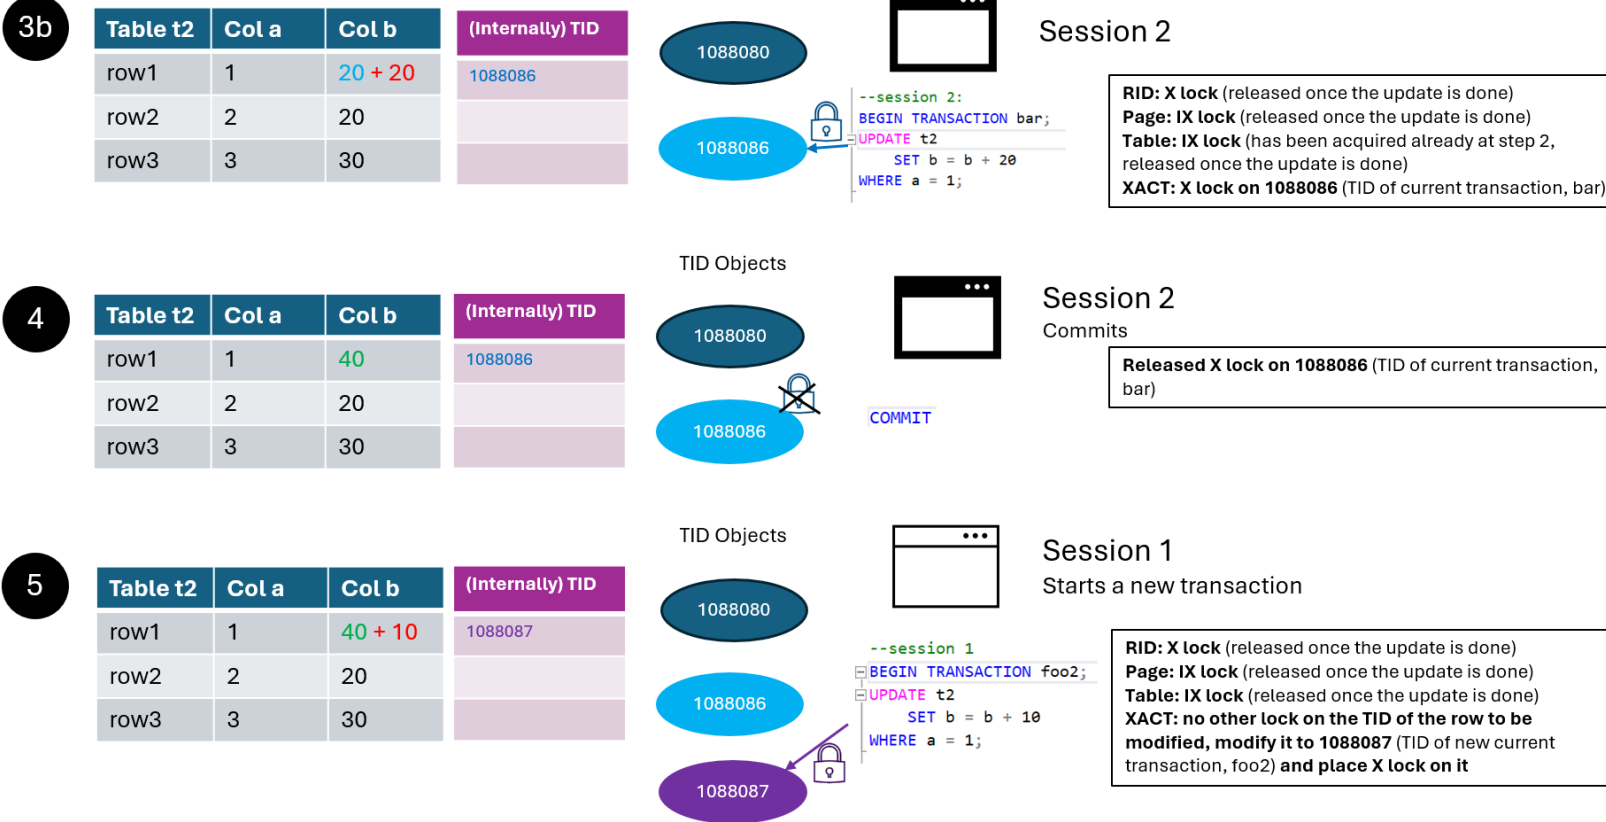 3b
Table t2 Col a Col b
row1 1 20 + 20
row2 2 20
row3 3 30
(Internally) TID
1088086
1088080
1088086
--session 2:
BEGIN TRANSACTION bar;
UPDATE t2
SET b = b + 20
WHERE a = 1;
Session 2
RID: X lock (released once the update is done)
Page: IX lock (released once the update is done)
Table: IX lock (has been acquired already at step 2,
released once the update is done)
XACT: X lock on 1088086 (TID of current transaction, bar)
4
Table t2 Col a Col b
row1 1 40
row2 2 20
row3 3 30
(Internally) TID
1088086
TID Objects
1088080
1088086
COMMIT
Session 2
Commits
Released X lock on 1088086 (TID of current transaction,
bar)
5
Table t2 Col a Col b
row1 1 40 + 10
row2 2 20
row3 3 30
(Internally) TID
1088087
TID Objects
1088080
1088086
1088087
--session 1
BEGIN TRANSACTION foo2;
UPDATE t2
SET b = b + 10
WHERE a = 1;
Session 1
Starts a new transaction
RID: X lock (released once the update is done)
Page: IX lock (released once the update is done)
Table: IX lock (released once the update is done)
XACT: no other lock on the TID of the row to be
modified, modify it to 1088087 (TID of new current
transaction, foo2) and place X lock on it